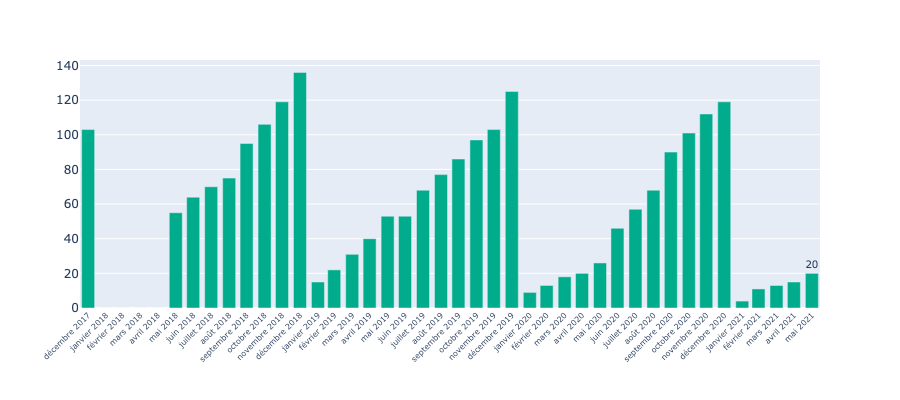 140
120
100
80
60
40
20
0
20
décembre 2017
janvier 2018
février 2018
mars 2018
avril 2018
mai 2018
juin 2018
juillet 2018
août 2018
septembre 2018
octobre 2018
novembre 2018
décembre 2018
janvier 2019
février 2019
mars 2019
avril 2019
mai 2019
juin 2019
juillet 2019
août 2019
septembre 2019
octobre 2019
novembre 2019
décembre 2019
janvier 2020
février 2020
mars 2020
avril 2020
mai 2020
juin 2020
juillet 2020
août 2020
septembre 2020
octobre 2020
novembre 2020
décembre 2020
janvier 2021
février 2021
mars 2021
avril 2021
mai 2021